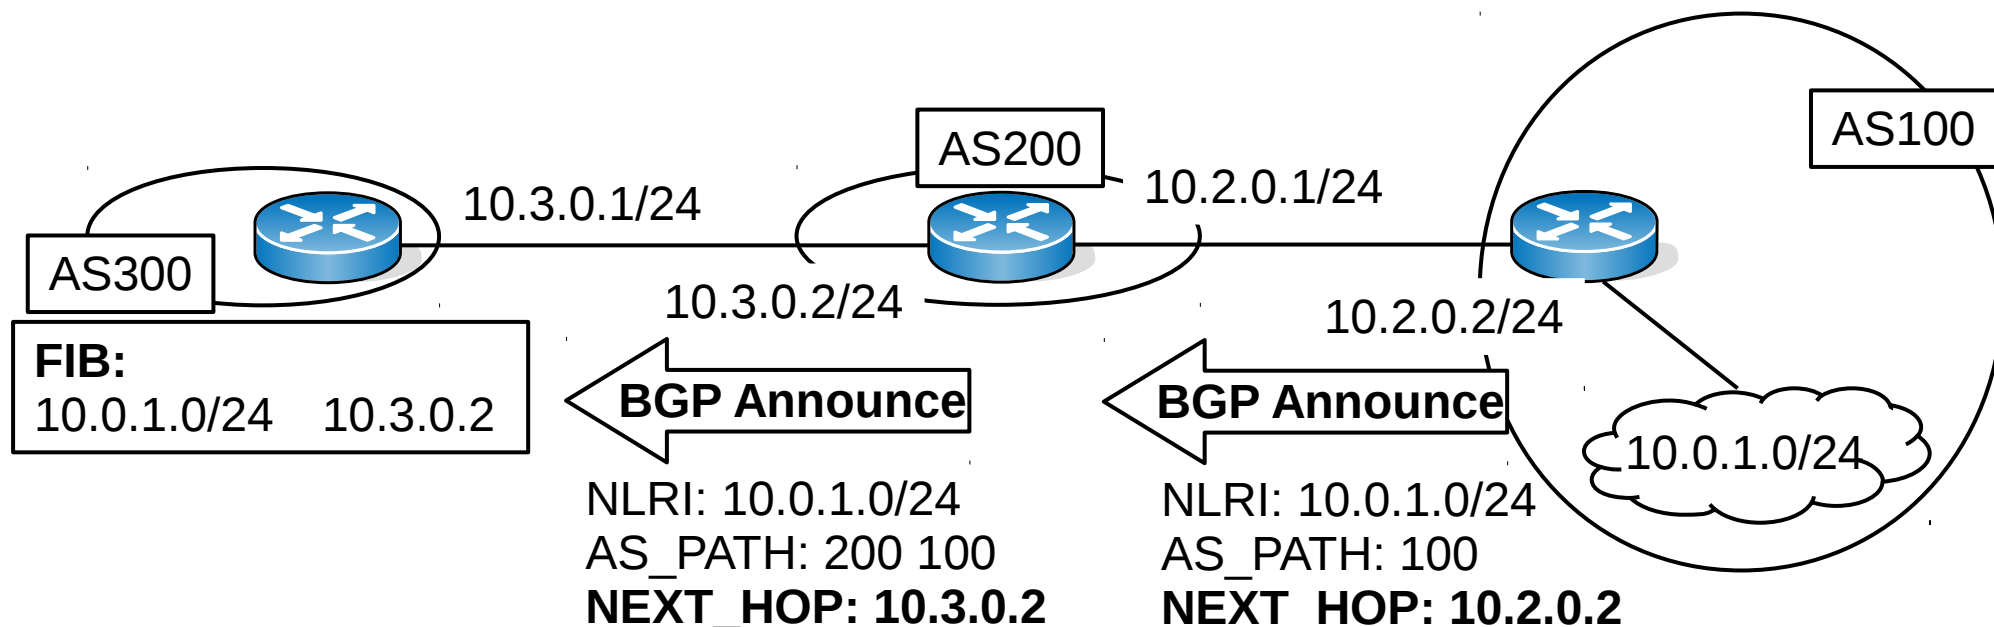 AS100
AS200
10.2.0.1/24
10.3.0.1/24
AS300
10.3.0.2/24
10.2.0.2/24
FIB:
10.0.1.0/24 10.3.0.2
BGP Announce
NLRI: 10.0.1.0/24
AS_PATH: 200 100
NEXT_HOP: 10.3.0.2
BGP Announce
NLRI: 10.0.1.0/24
AS_PATH: 100
NEXT_HOP: 10.2.0.2
10.0.1.0/24